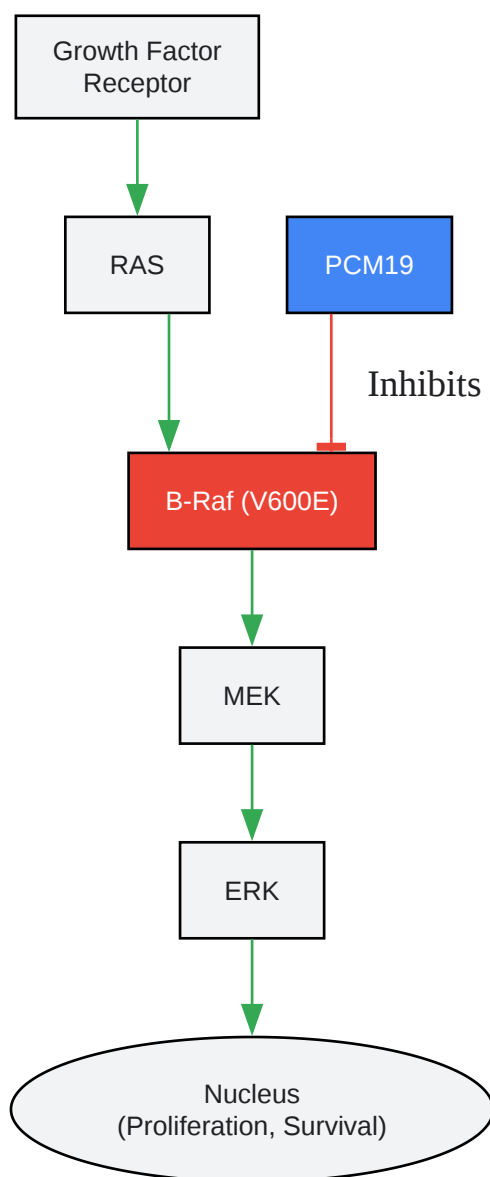 Growth Factor
Receptor
RAS
PCM19
Inhibits
B-Raf (V600E)
MEK
ERK
Nucleus
(Proliferation, Survival)